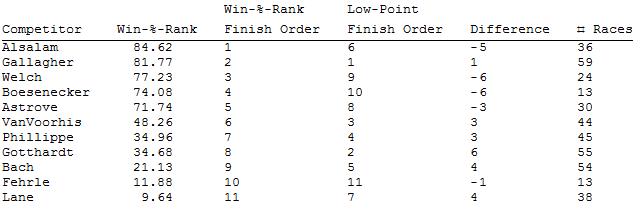 Win-%-Rank Low-Point
Competitor Win-%-Rank Finish Order Finish Order Difference # Races
Alsalam 84.62 1 6 -5 36
Gallagher 81.77 2 1 1 59
Welch 77.23 3 9 -6 24
Boesenecker 74.08 4 10 -6 13
Astrove 71.74 5 8 -3 30
VanVoorhis 48.26 6 3 3 44
Phillippe 34.96 7 4 3 45
Gotthardt 34.68 8 2 6 55
Bach 21.13 9 5 4 54
Fehrle 11.88 10 11 -1 13
Lane 9.64 11 7 4 38